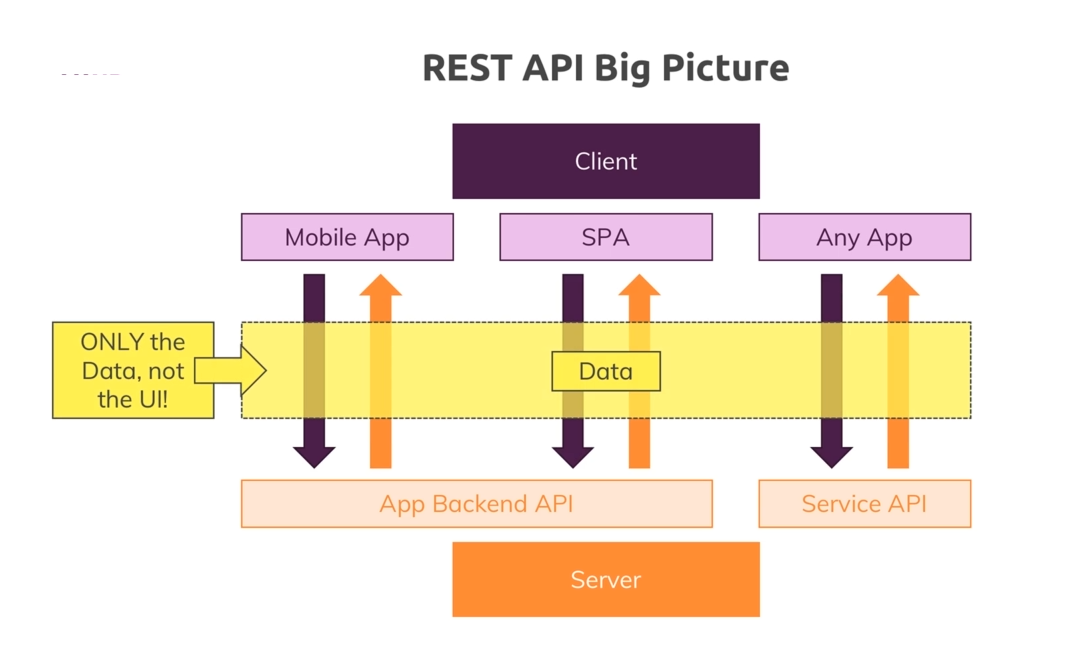 REST API Big Picture
Client
Mobile App
SPA
Any App
ONLY the
Data, not
the UI!
Data
App Backend API
Service API
Server